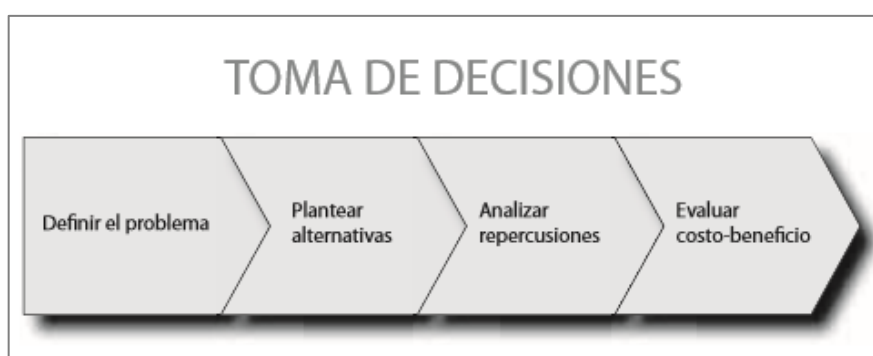 TOMA DE DECISIONES
Definir el problema
Plantear
alternativas
Analizar
repercusiones
Evaluar
costo-beneficio